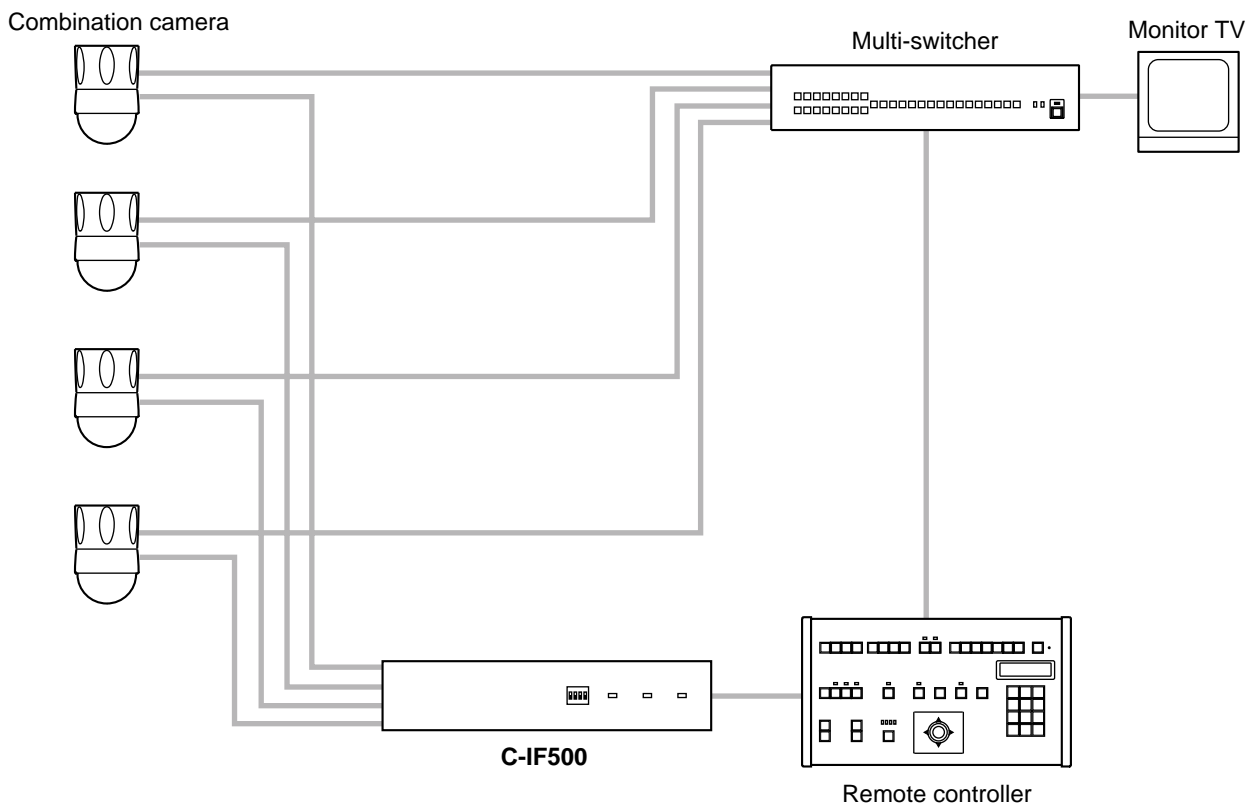 Combination camera
Multi-switcher
Monitor TV
C-IF500
Remote controller